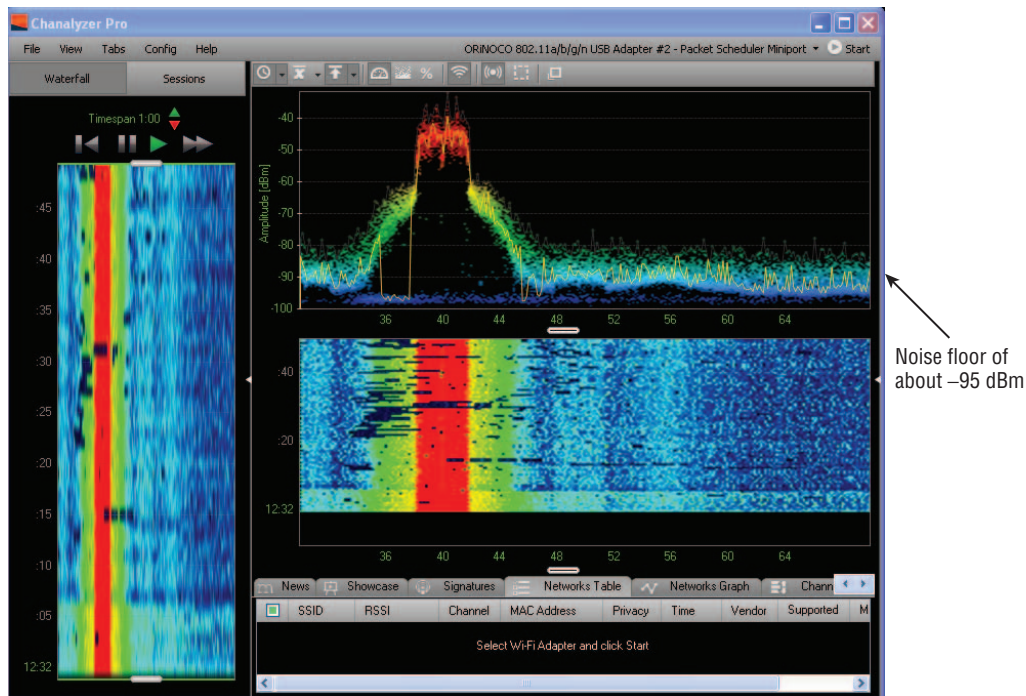 Chanalyzer Pro
File View Tabs Config Help ORiNOCO 802.11a/b/g/n USB Adapter #2 - Packet Scheduler Miniport Start
Waterfall Sessions
Timespan 1:00
:45
:40
:35
:30
:25
:20
:15
:10
:05
12:32
%
Amplitude [dBm]
-40
-50
-60
-70
-80
-90
-100
36 40 44 48 52 56 60 64
Noise floor of
about –95 dBm
:40
:20
12:32
36 40 44 48 52 56 60 64
News Showcase Signatures Networks Table Networks Graph Chann
SSID RSSI Channel MAC Address Privacy Time Vendor Supported M
Select Wi-Fi Adapter and click Start